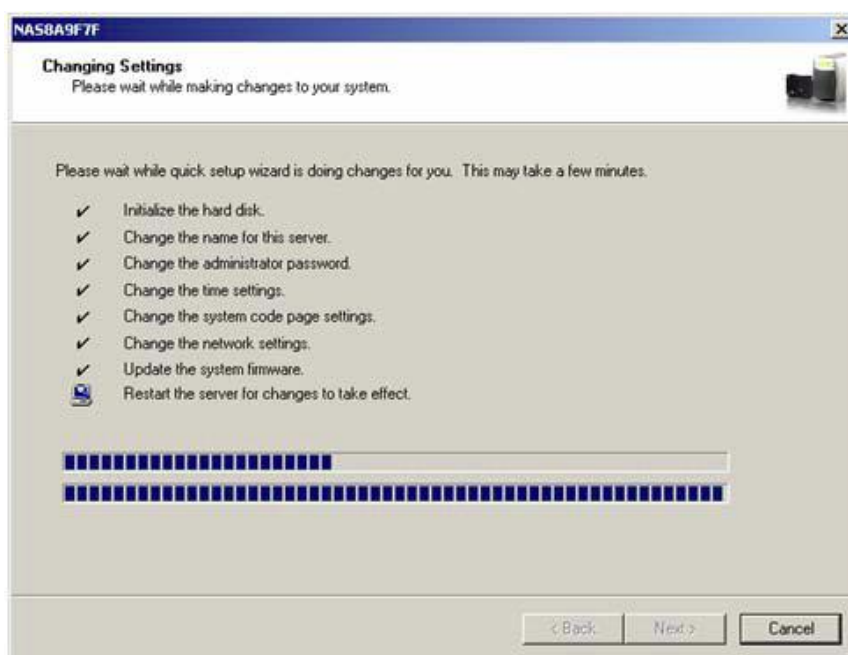 NAS8A9F7F
Changing Settings
Please wait while making changes to your system.
Please wait while quick setup wizard is doing changes for you. This may take a few minutes.
Initialize the hard disk.
Change the name for this server.
Change the administrator password.
Change the time settings.
Change the system code page settings.
Change the network settings.
Update the system firmware.
Restart the server for changes to take effect.
< Back
Next >
Cancel